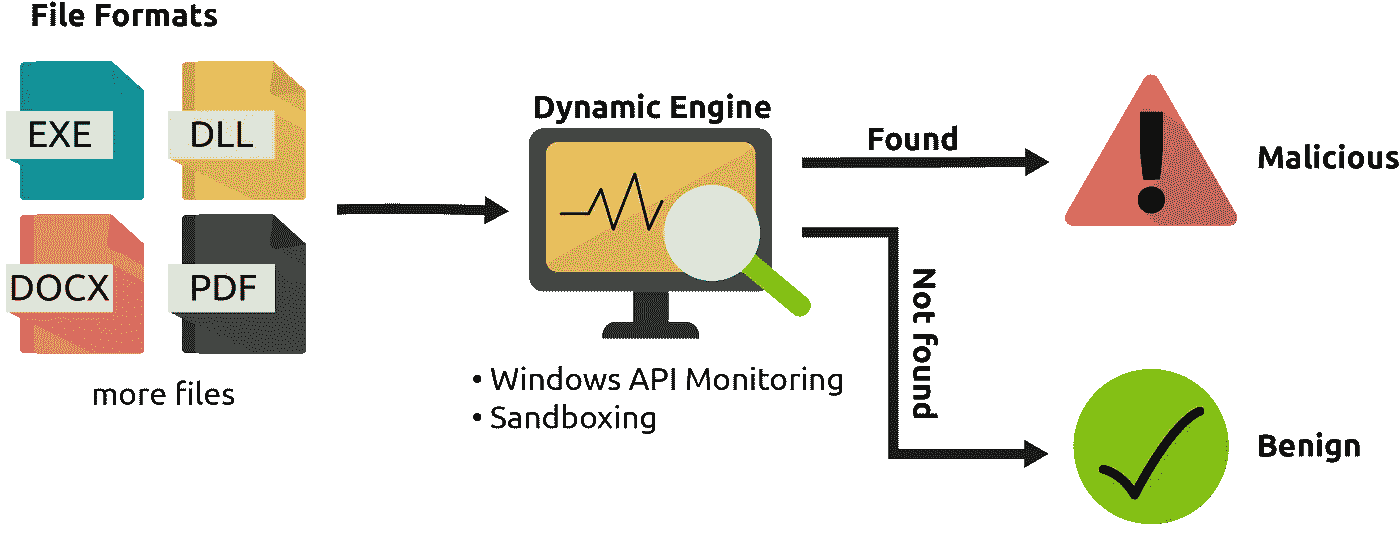 File Formats
EXE
DLL
DOCX
PDF
more files
Dynamic Engine
• Windows API Monitoring
• Sandboxing
Found
Not found
Malicious
Benign